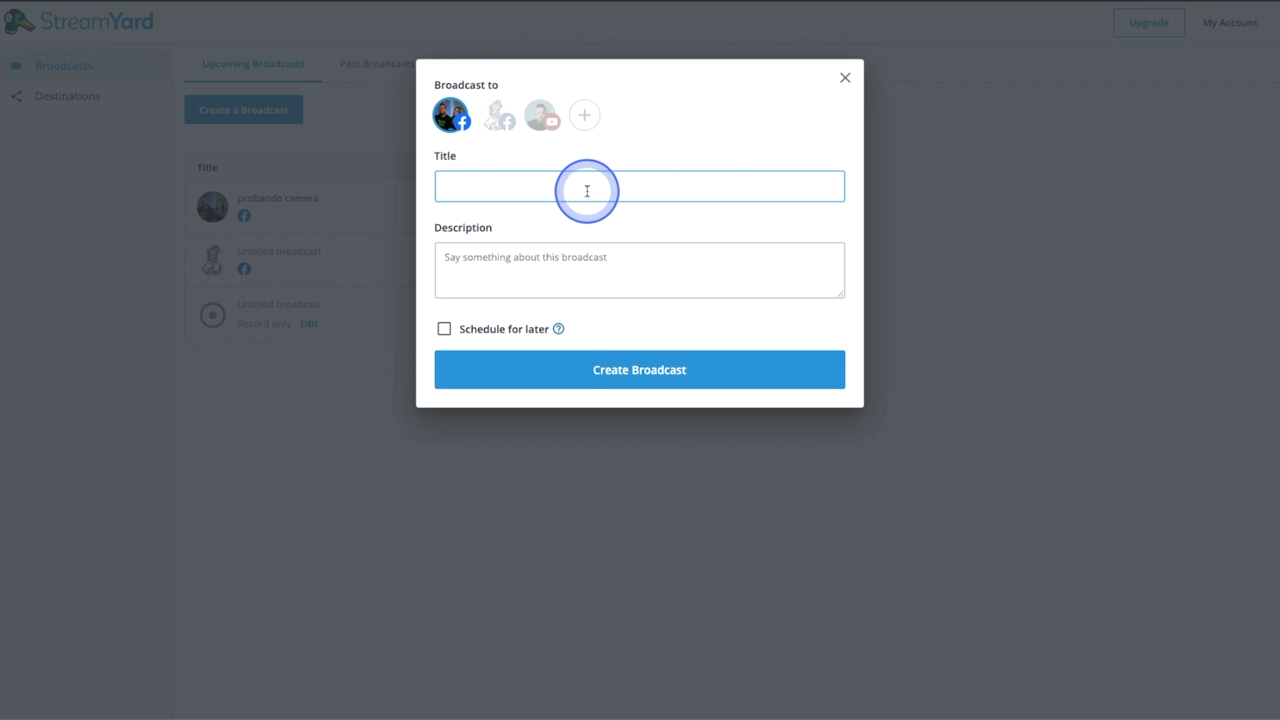 StreamYard
Upgrade
My Account
Broadcasts
Destinations
Upcoming Broadcasts
Past Broadcasts
Create a Broadcast
Title
probando camera
Untitled broadcast
Untitled broadcast
Record only Edit
Broadcast to
Title
Description
Say something about this broadcast
Schedule for later
Create Broadcast